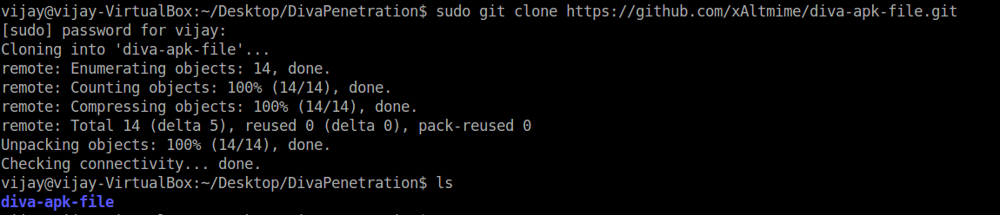 vijay@vijay-VirtualBox:~/Desktop/DivaPenetration$ sudo git clone https://github.com/xAltmime/diva-apk-file.git
[sudo] password for vijay:
Cloning into 'diva-apk-file'...
remote: Enumerating objects: 14, done.
remote: Counting objects: 100% (14/14), done.
remote: Compressing objects: 100% (14/14), done.
remote: Total 14 (delta 5), reused 0 (delta 0), pack-reused 0
Unpacking objects: 100% (14/14), done.
Checking connectivity... done.
vijay@vijay-VirtualBox:~/Desktop/DivaPenetration$ ls
diva-apk-file